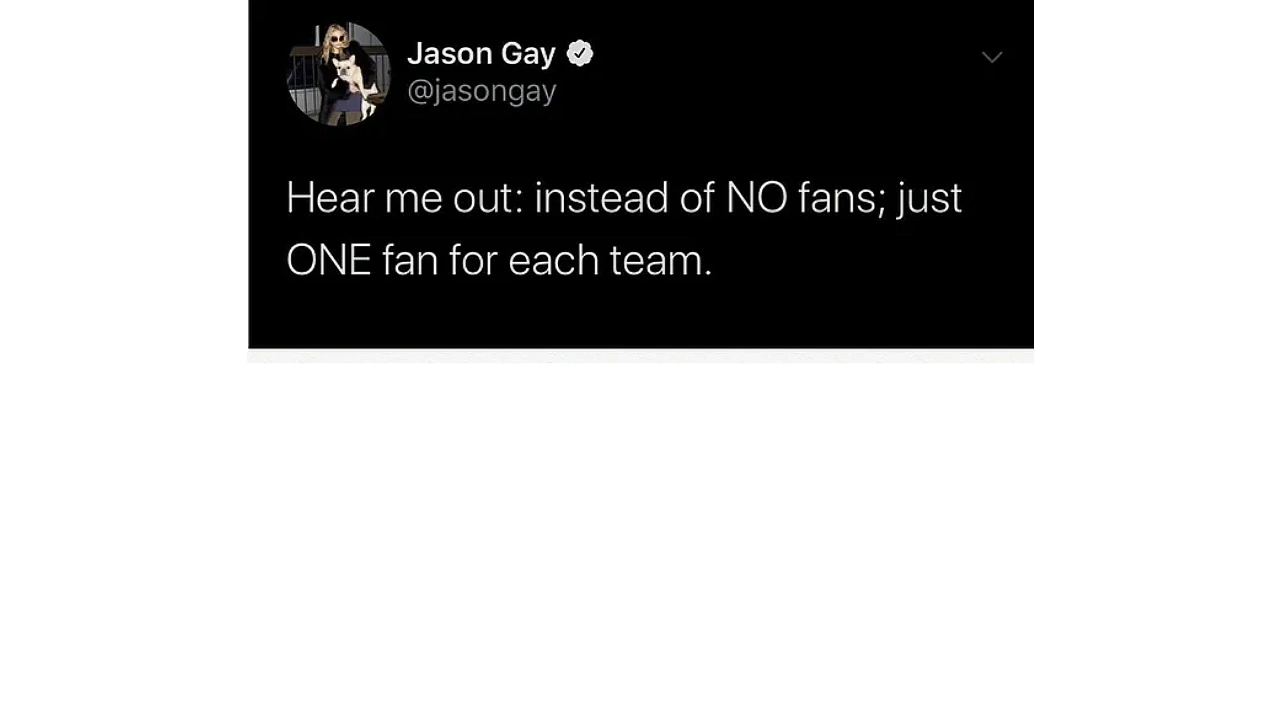 Jason Gay
@jasongay
Hear me out: instead of NO fans; just
ONE fan for each team.